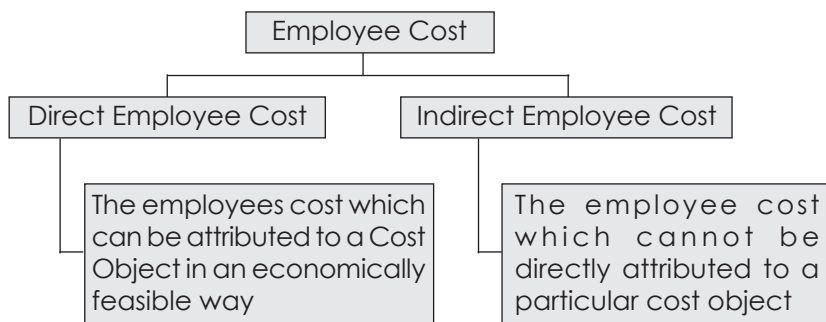 Employee Cost
Direct Employee Cost
Indirect Employee Cost
The employees cost which
can be attributed to a Cost
Object in an economically
feasible way
The employee cost
which cannot be
directly attributed to a
particular cost object